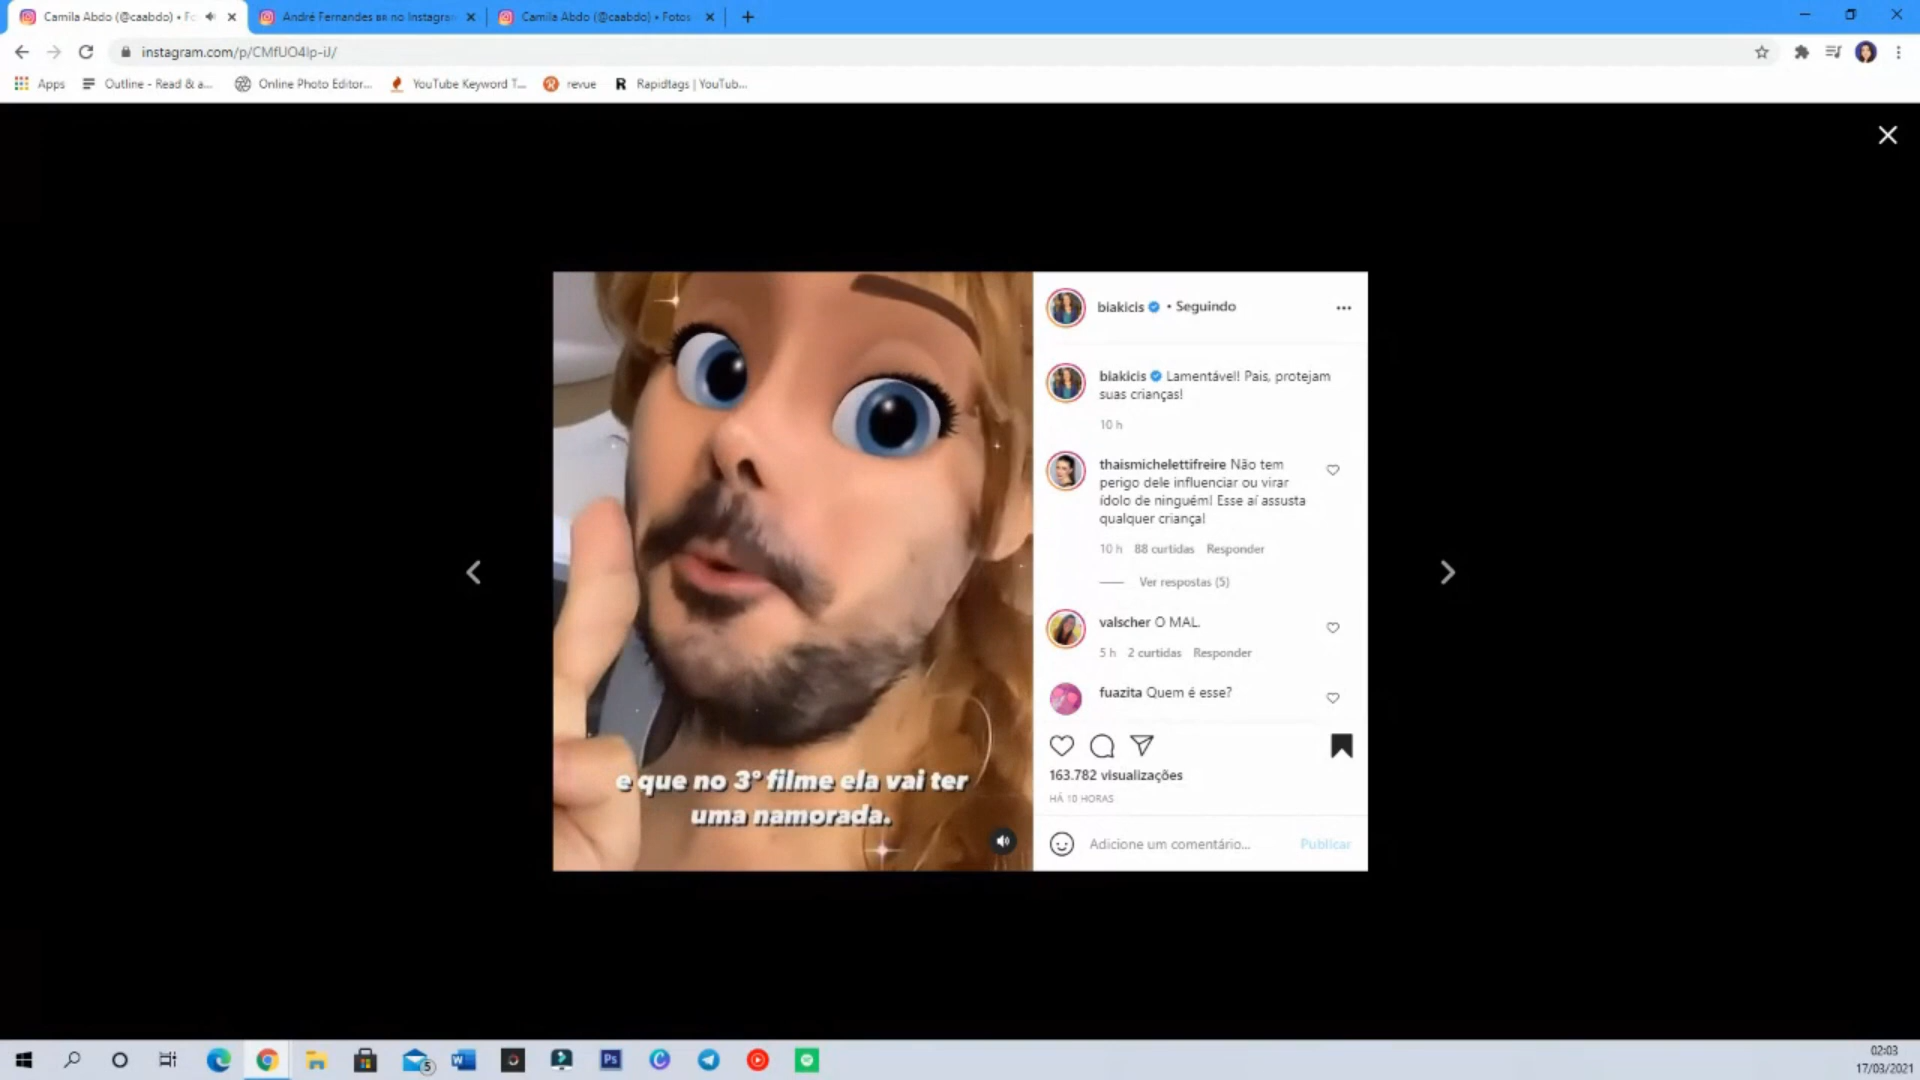 Camila Abdo (@caabdo) • Fo
André Fernandes BR no Instagram
Camila Abdo (@caabdo) • Fotos
instagram.com/p/CMfUO4lp-iJ/
Apps
Outline - Read & a...
Online Photo Editor...
YouTube Keyword T...
revue
R Rapidtags | YouTub...
biakicis • Seguindo
biakicis Lamentável! Pais, protejam
suas crianças!
10 h
thaismichelettifreire Não tem
perigo dele influenciar ou virar
ídolo de ninguém! Esse aí assusta
qualquer criança!
10 h 88 curtidas Responder
Ver respostas (5)
valscher O MAL.
5 h 2 curtidas Responder
fuazita Quem é esse?
163.782 visualizações
HÁ 10 HORAS
Adicione um comentário...
Publicar
e que no 3º filme ela vai ter
uma namorada.
5
W
Ps
C
02:03
17/03/2021